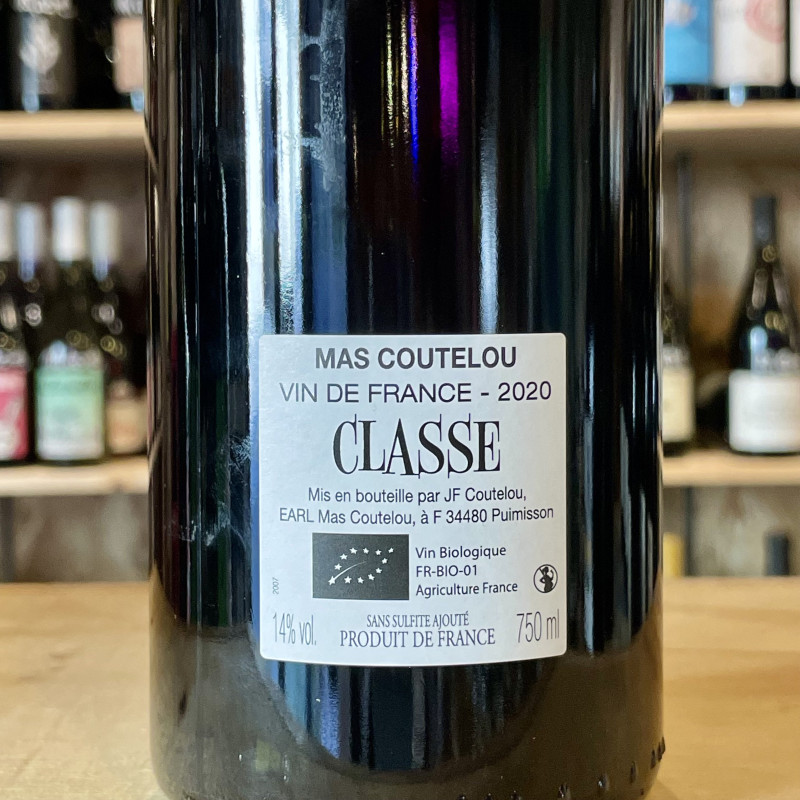 MAS COUTELOU
VIN DE FRANCE - 2020
CLASSE
Mis en bouteille par JF Coutelou,
EARL Mas Coutelou, à F 34480 Puimisson
Vin Biologique
FR-BIO-01
Agriculture France
2007
14% vol.
SANS SULFITE AJOUTÉ
PRODUIT DE FRANCE
750 ml